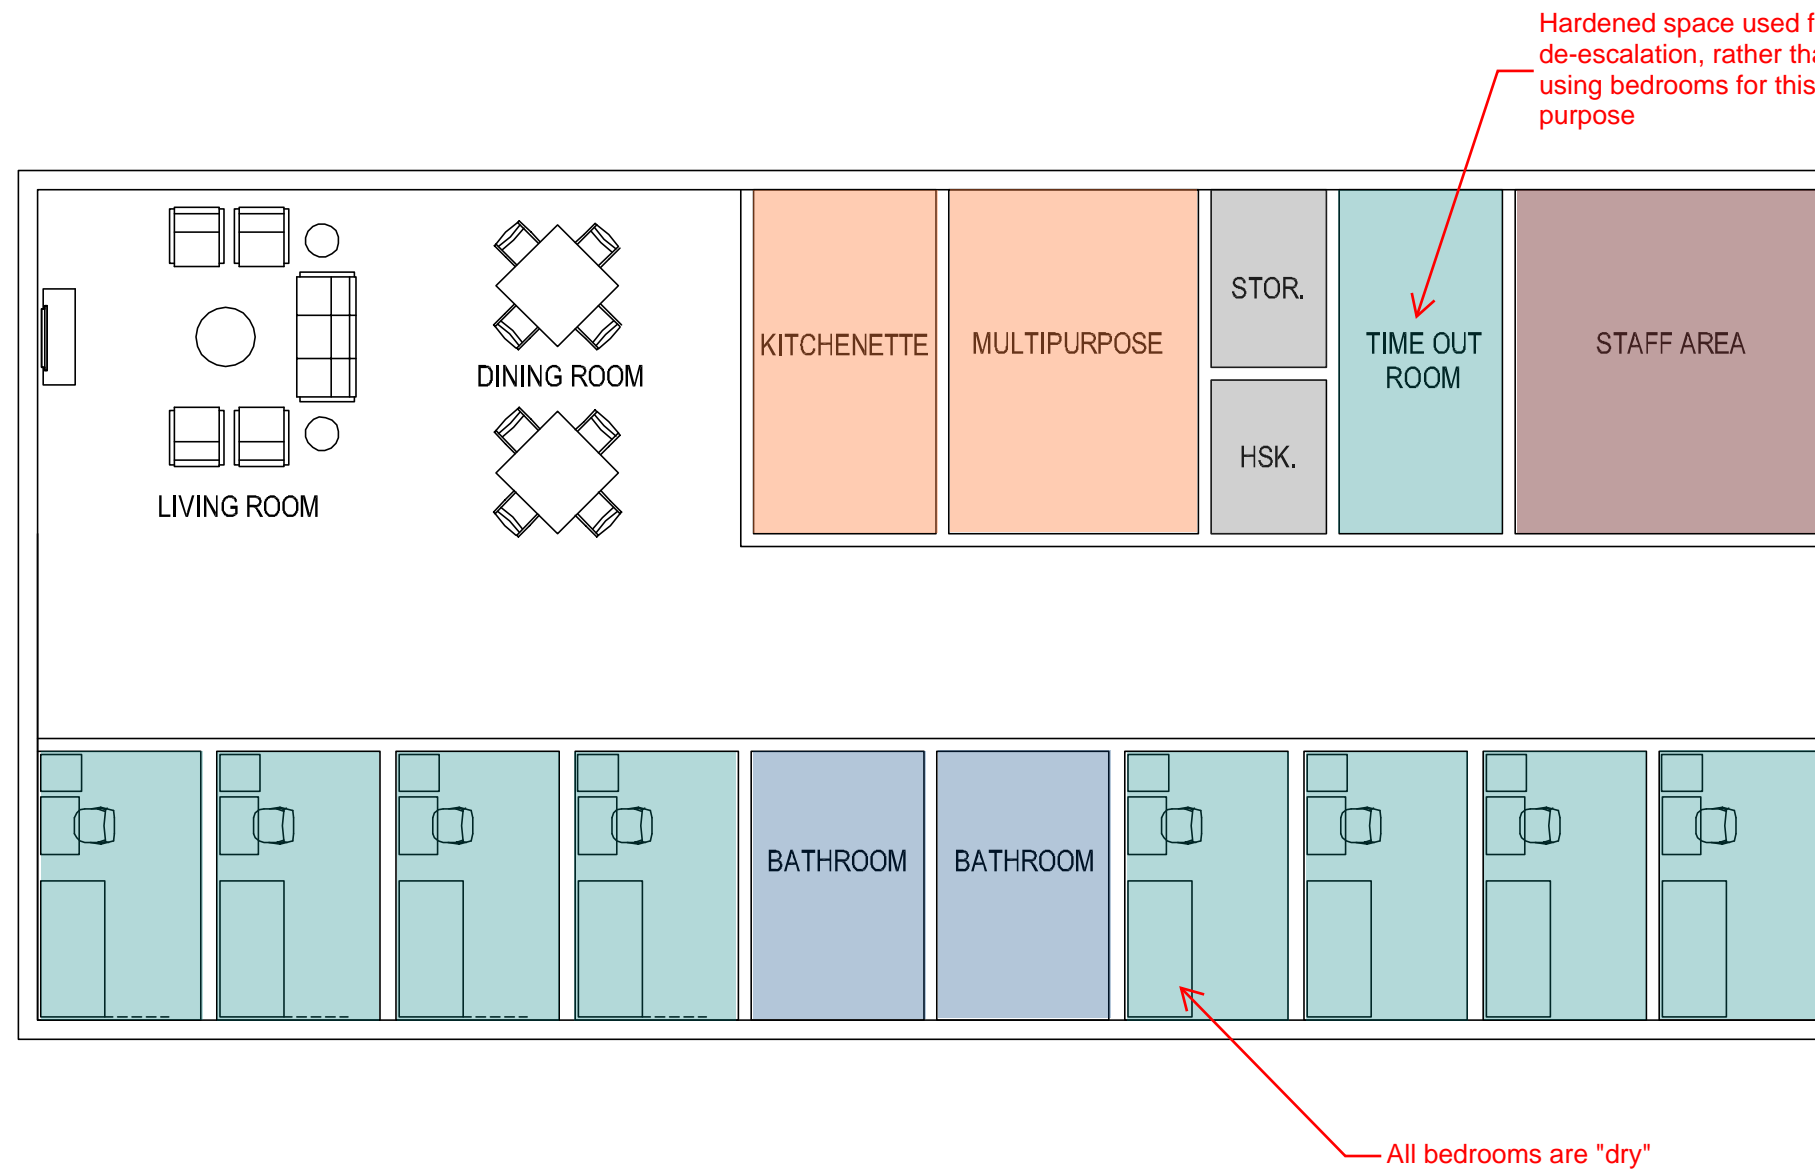 Hardened space used f
de-escalation, rather tha
using bedrooms for this
purpose
STOR.
KITCHENETTE
MULTIPURPOSE
TIME OUT
ROOM
STAFF AREA
DINING ROOM
HSK.
LIVING ROOM
BATHROOM
BATHROOM
All bedrooms are "dry"